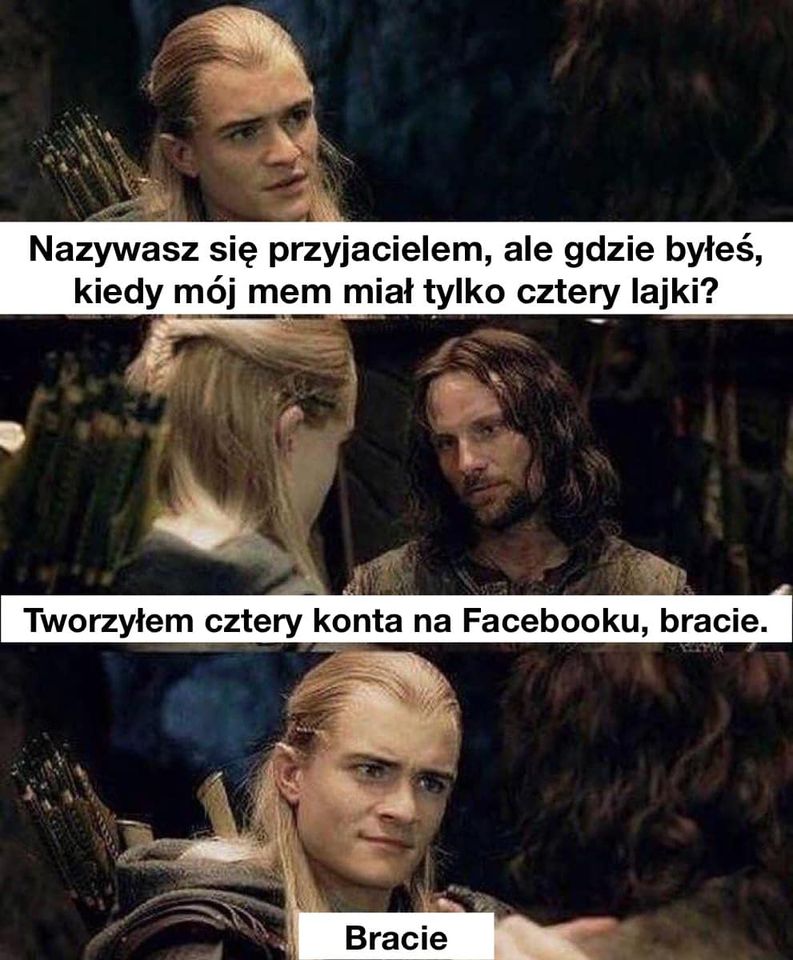 Nazywasz się przyjacielem, ale gdzie byłeś,
kiedy mój mem miał tylko cztery lajki?
Tworzyłem cztery konta na Facebooku, bracie.
Bracie